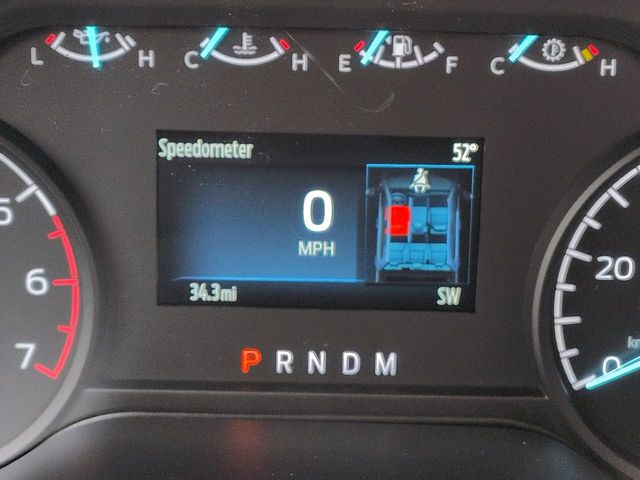 L H C H E F C H
Speedometer 52°
0
MPH
34.3mi SW
P R N D M
5
6
7
20
0